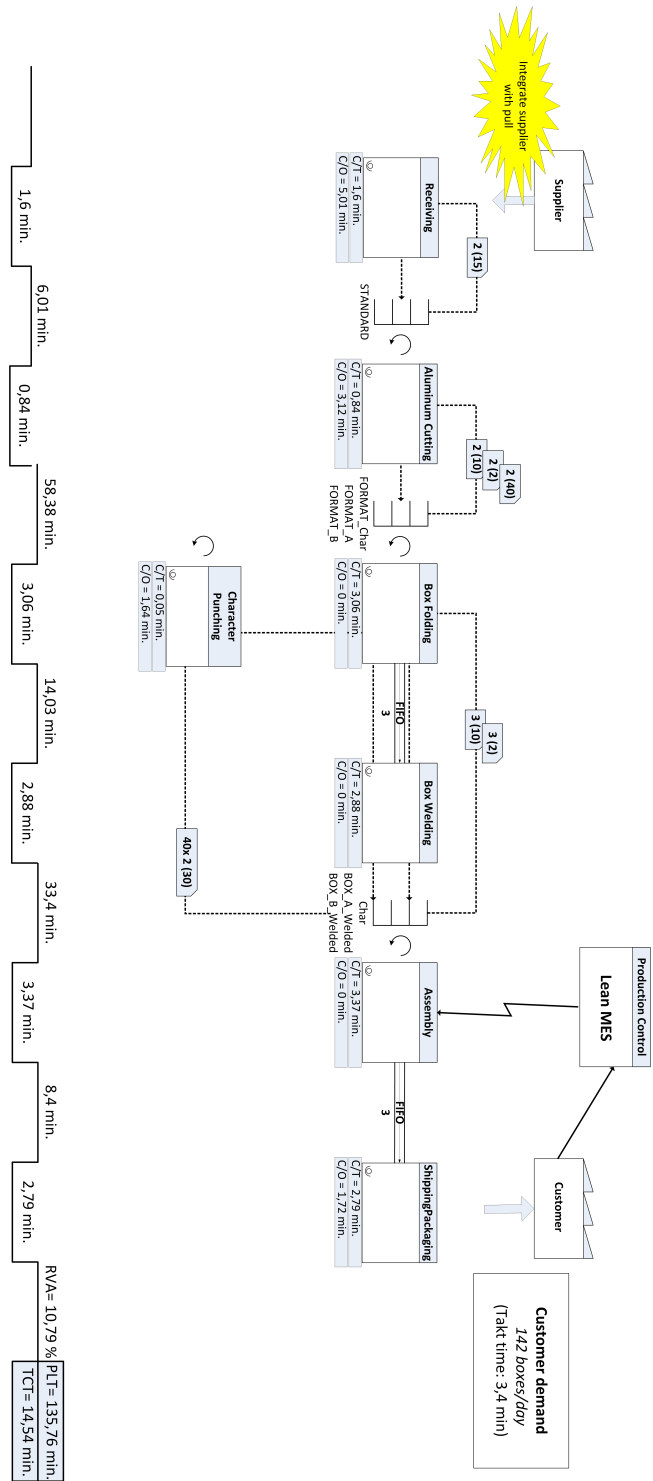 Integrate supplier
with pull
Supplier
Production Control
Lean MES
Customer
Customer demand
142 boxes/day
(Takt time: 3,4 min)
2 (15)
2 (40)
2 (2)
2 (10)
3 (2)
3 (10)
Receiving
C/T = 1,6 min.
C/O = 5,01 min.
STANDARD
Aluminum Cutting
C/T = 0,84 min.
C/O = 3,12 min.
FORMAT_Char
FORMAT_A
FORMAT_B
Box Folding
C/T = 3,06 min.
C/O = 0 min.
FIFO
3
Box Welding
C/T = 2,88 min.
C/O = 0 min.
Char
BOX_A_Welded
BOX_B_Welded
Assembly
C/T = 3,37 min.
C/O = 0 min.
FIFO
3
ShippingPackaging
C/T = 2,79 min.
C/O = 1,72 min.
Character
Punching
C/T = 0,05 min.
C/O = 1,64 min.
40x 2 (30)
1,6 min.
6,01 min.
0,84 min.
58,38 min.
3,06 min.
14,03 min.
2,88 min.
33,4 min.
3,37 min.
8,4 min.
2,79 min.
RVA= 10,79 %
PLT= 135,76 min.
TCT= 14,54 min.